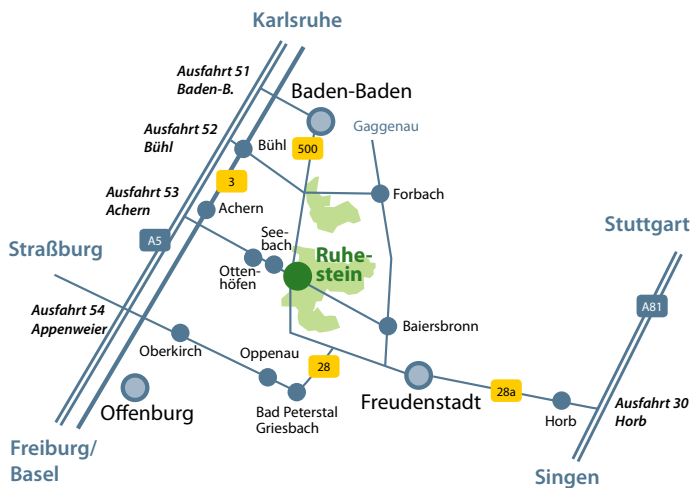 Karlsruhe
Ausfahrt 51
Baden-B.
Baden-Baden
Ausfahrt 52
Bühl
Bühl
500
Gaggenau
3
Forbach
Ausfahrt 53
Achern
Achern
Stuttgart
A5
See-
bach
Straßburg
Otten-
höfen
Ruhe-
stein
A81
Ausfahrt 54
Appenweier
Baiersbronn
Oberkirch
Oppenau
28
Offenburg
Bad Peterstal
Griesbach
Freudenstadt
28a
Horb
Ausfahrt 30
Horb
Freiburg/
Basel
Singen